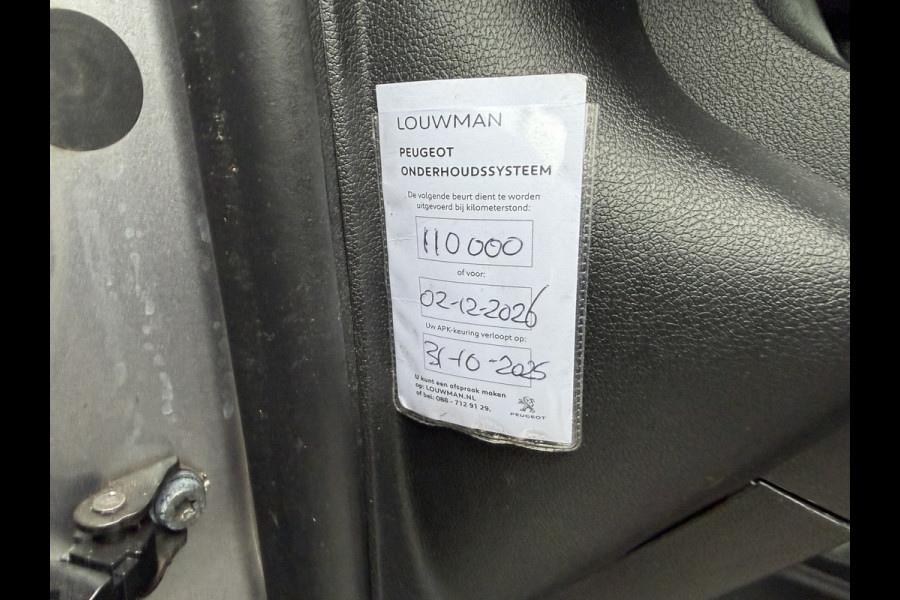 LOUWMAN
PEUGEOT
ONDERHOUDSSYSTEEM
De volgende beurt dient te worden
uitgevoerd bij kilometerstand:
110 000
of voor:
02-12-2026
Uw APK-keuring verloopt op:
31-10-2025
U kunt een afspraak maken
op: LOUWMAN.NL
of bel: 088 - 712 91 29.
PEUGEOT